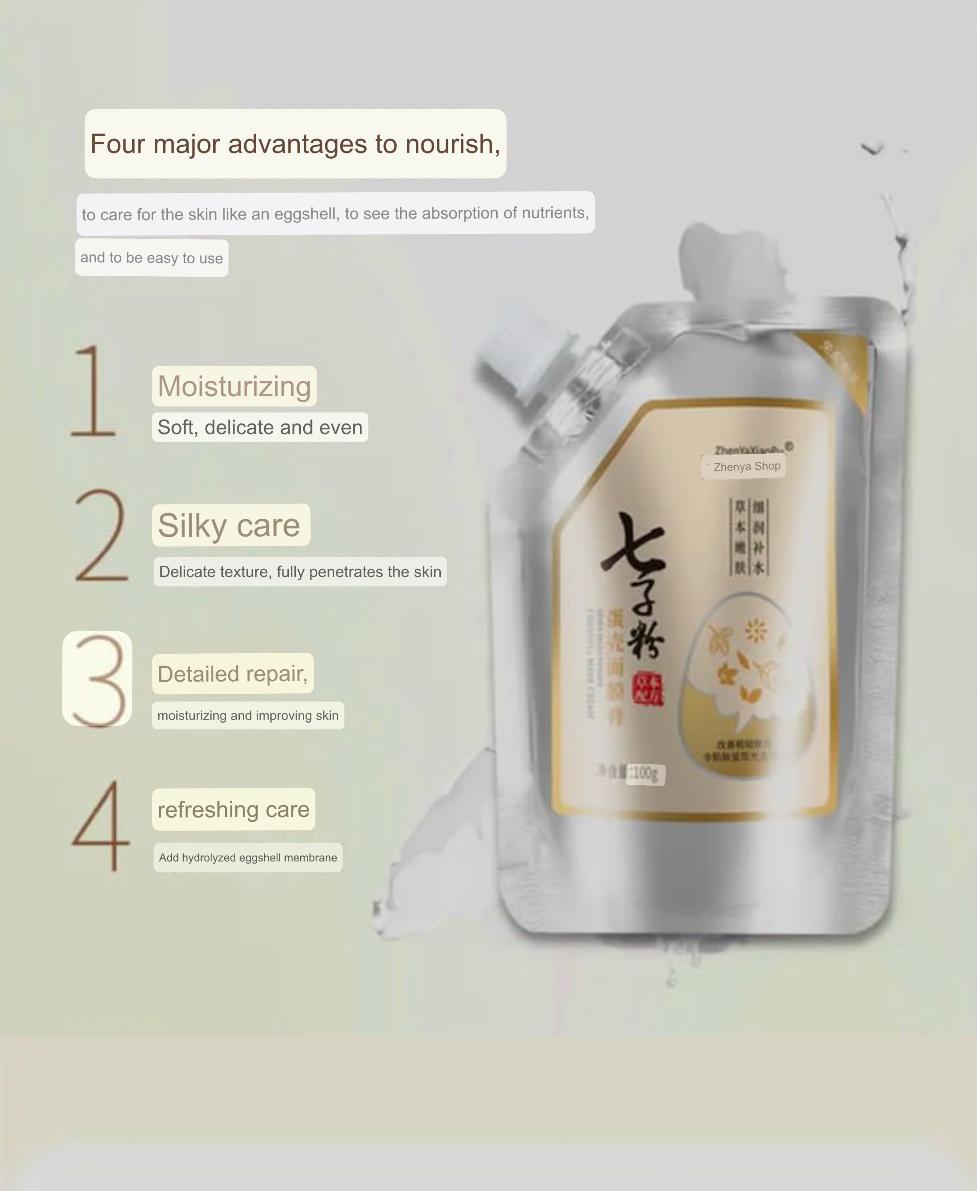 Four major advantages to nourish,
to care for the skin like an eggshell, to see the absorption of nutrients,
and to be easy to use
1
Moisturizing
Soft, delicate and even
2
Silky care
Delicate texture, fully penetrates the skin
3
Detailed repair,
moisturizing and improving skin
4
refreshing care
Add hydrolyzed eggshell membrane
ZhenYaXianPu®
Zhenya Shop
细润补水
草本嫩肤
七子粉
蛋壳面膜膏
草本
配方
净含量:100g